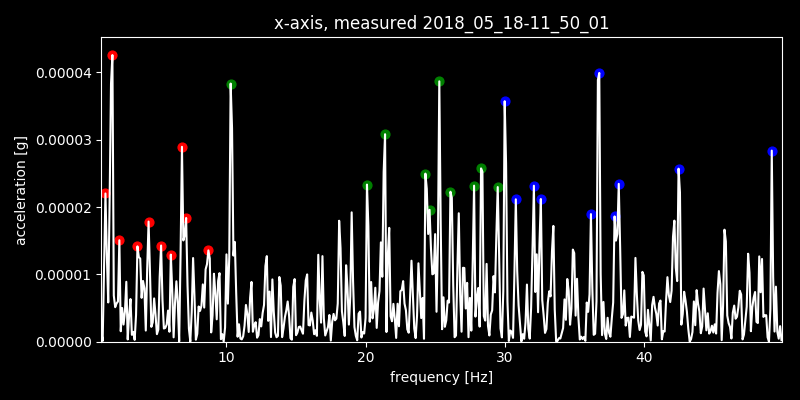 x-axis, measured 2018_05_18-11_50_01
0.00004
0.00003
0.00002
0.00001
0.00000
acceleration [g]
10 20 30 40
frequency [Hz]